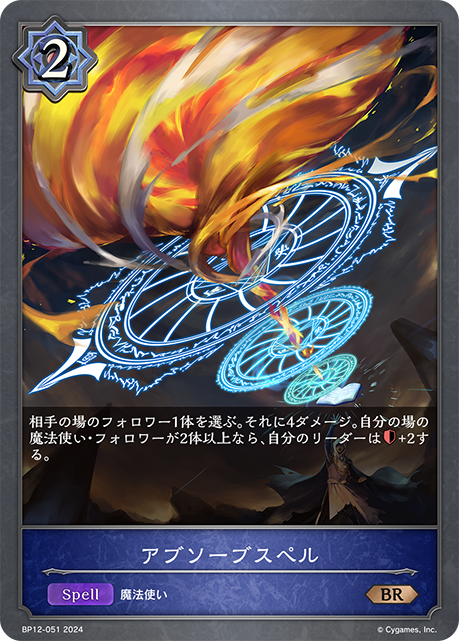 2
相手の場のフォロワー1体を選ぶ。それに4ダメージ。自分の場の
魔法使い・フォロワーが2体以上なら、自分のリーダーは+2す
る。
アブソーブスペル
Spell 魔法使い BR
BP12-051 2024 © Cygames, Inc.